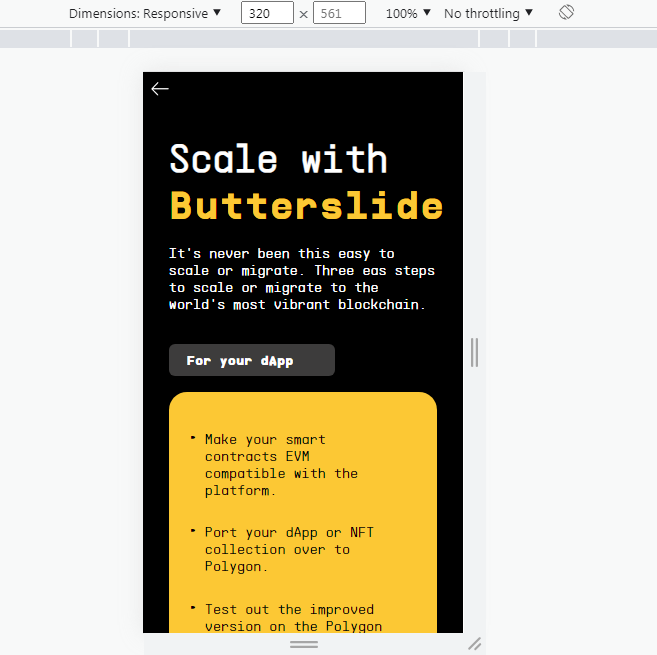 Dimensions: Responsive ▼ 320 × 561 100% ▼ No throttling ▼
Scale with
Butterslide
It's never been this easy to
scale or migrate. Three eas steps
to scale or migrate to the
world's most vibrant blockchain.
For your dApp
• Make your smart
contracts EVM
compatible with the
platform.
• Port your dApp or NFT
collection over to
Polygon.
• Test out the improved
version on the Polygon